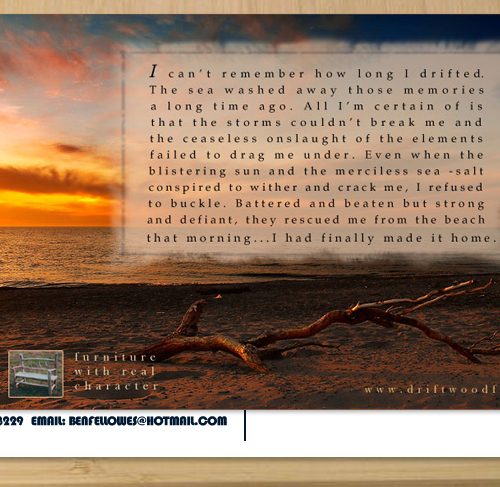 I can't remember how long I drifted.
The sea washed away those memories
a long time ago. All I'm certain of is
that the storms couldn't break me and
the ceaseless onslaught of the elements
failed to drag me under. Even when the
blistering sun and the merciless sea -salt
conspired to wither and crack me, I refused
to buckle. Battered and beaten but strong
and defiant, they rescued me from the beach
that morning...I had finally made it home.
furniture
with real
character
www.driftwoodf
3229 EMAIL: BENFELLOWES@HOTMAIL.COM